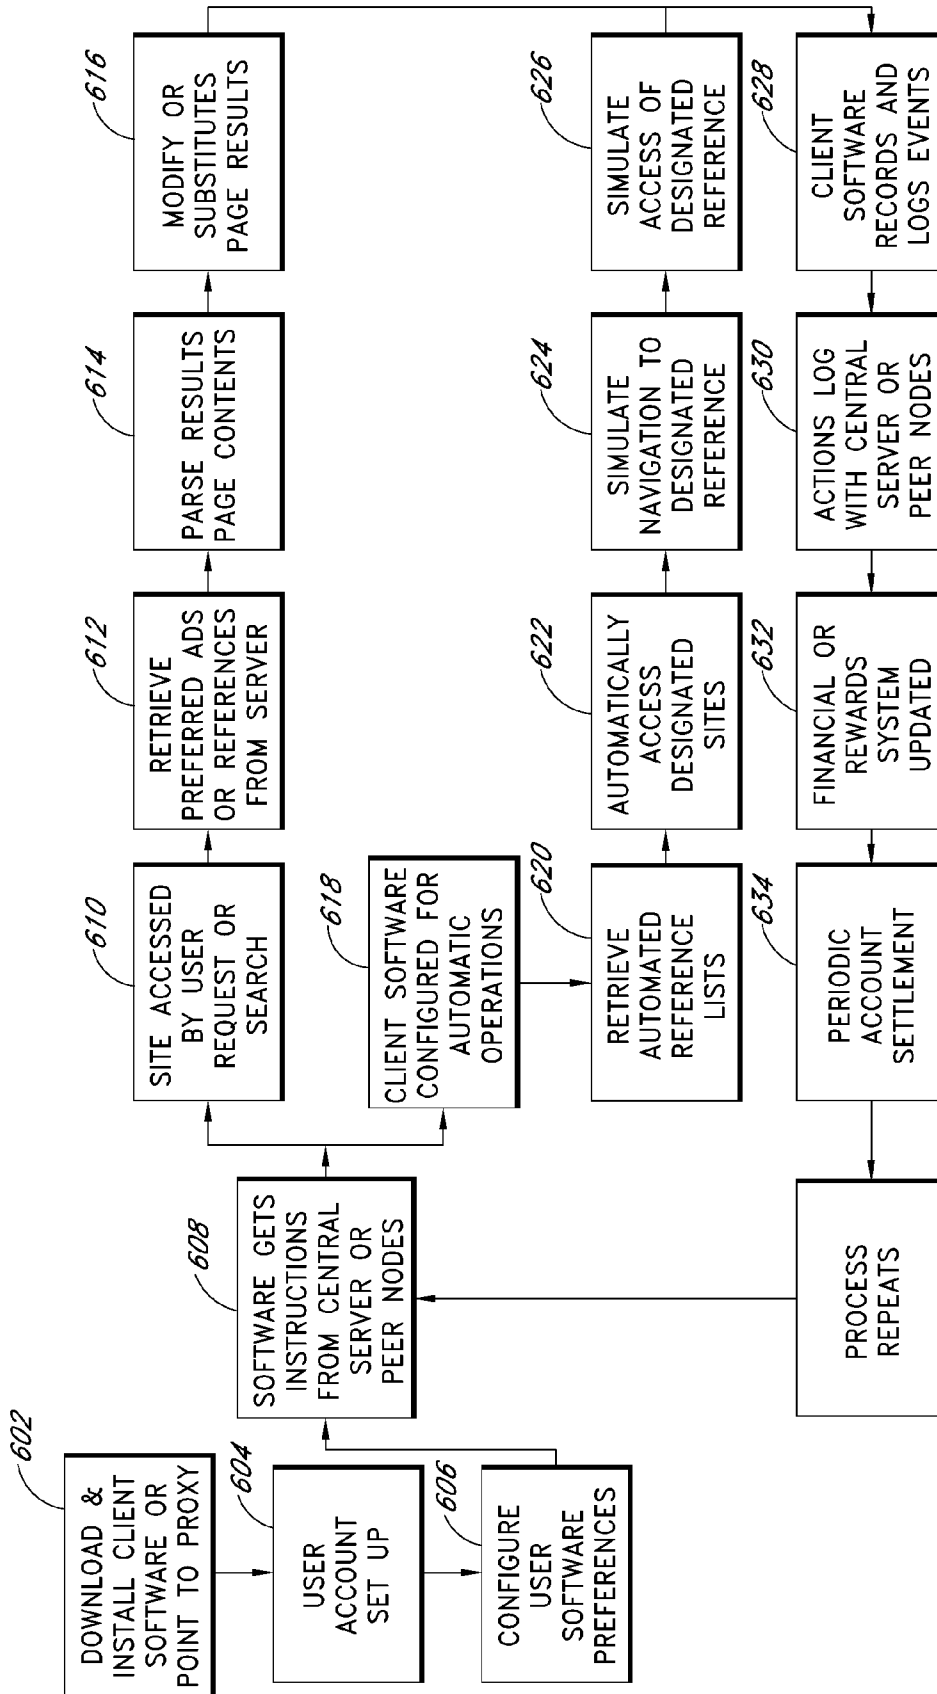 602
DOWNLOAD &
INSTALL CLIENT
SOFTWARE OR
POINT TO PROXY
604
USER
ACCOUNT
SET UP
606
CONFIGURE
USER
SOFTWARE
PREFERENCES
608
SOFTWARE GETS
INSTRUCTIONS
FROM CENTRAL
SERVER OR
PEER NODES
610
SITE ACCESSED
BY USER
REQUEST OR
SEARCH
612
RETRIEVE
PREFERRED ADS
OR REFERENCES
FROM SERVER
614
PARSE RESULTS
PAGE CONTENTS
616
MODIFY OR
SUBSTITUTES
PAGE RESULTS
618
CLIENT SOFTWARE
CONFIGURED FOR
AUTOMATIC
OPERATIONS
620
RETRIEVE
AUTOMATED
REFERENCE
LISTS
622
AUTOMATICALLY
ACCESS
DESIGNATED
SITES
624
SIMULATE
NAVIGATION TO
DESIGNATED
REFERENCE
626
SIMULATE
ACCESS OF
DESIGNATED
REFERENCE
628
CLIENT
SOFTWARE
RECORDS AND
LOGS EVENTS
630
ACTIONS LOG
WITH CENTRAL
SERVER OR
PEER NODES
632
FINANCIAL OR
REWARDS
SYSTEM
UPDATED
634
PERIODIC
ACCOUNT
SETTLEMENT
PROCESS
REPEATS